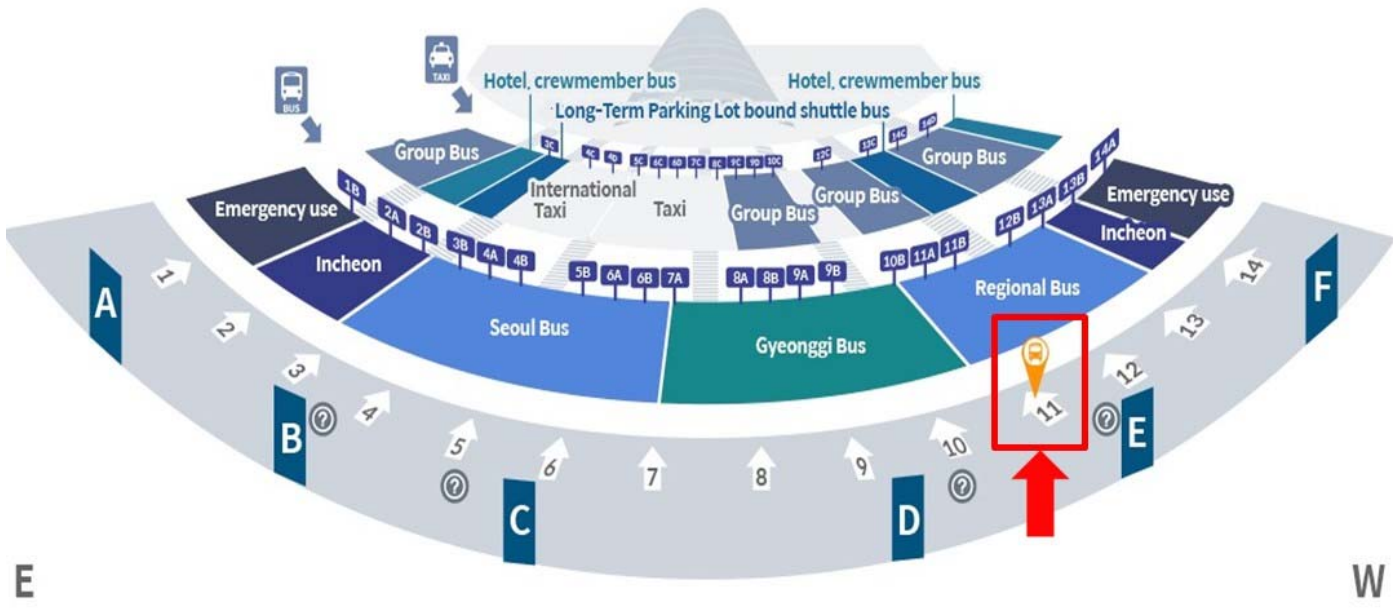 TAXI
BUS
Hotel, crewmember bus
Hotel, crewmember bus
Long-Term Parking Lot bound shuttle bus
Group Bus
3C
4C
4D
5C
6C
6D
7C
8C
9C
9D
10C
12C
13C
14C
14D
Group Bus
International
Taxi
Taxi
Group Bus
Group Bus
Emergency use
1B
2A
2B
3B
4A
4B
5B
6A
6B
7A
8A
8B
9A
9B
10B
11A
11B
12B
13A
13B
14A
Emergency use
Incheon
Seoul Bus
Gyeonggi Bus
Regional Bus
Incheon
1
2
3
4
5
6
7
8
9
10
11
12
13
14
?
?
?
?
A
B
C
D
E
F
E
W